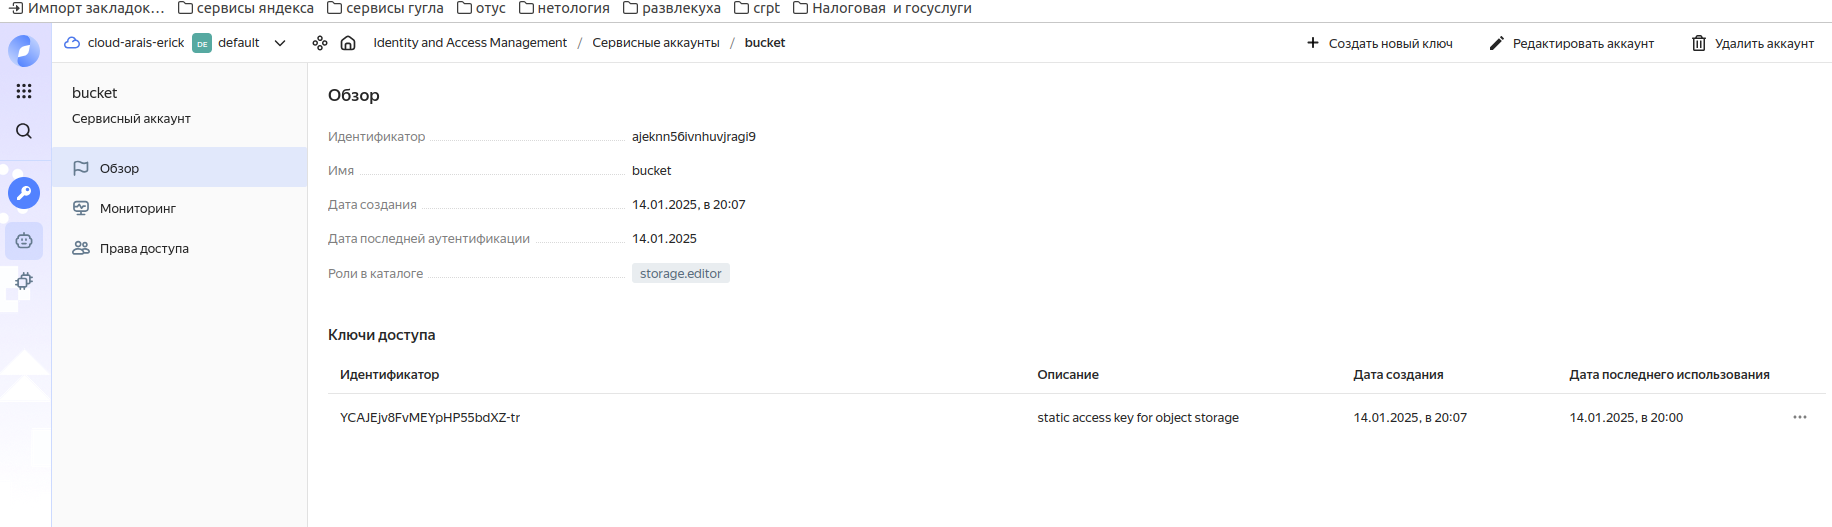 Импорт закладок... сервисы яндекса сервисы гугла отус нетология развлекуха crpt Налоговая и госуслуги
cloud-arais-erick DE default Identity and Access Management / Сервисные аккаунты / bucket Создать новый ключ Редактировать аккаунт Удалить аккаунт
bucket
Сервисный аккаунт
Обзор
Мониторинг
Права доступа
Обзор
Идентификатор ajeknn56ivnhuvjragi9
Имя bucket
Дата создания 14.01.2025, в 20:07
Дата последней аутентификации 14.01.2025
Роли в каталоге storage.editor
Ключи доступа
Идентификатор Описание Дата создания Дата последнего использования
YCAJEjv8FvMEYpHP55bdXZ-tr static access key for object storage 14.01.2025, в 20:07 14.01.2025, в 20:00